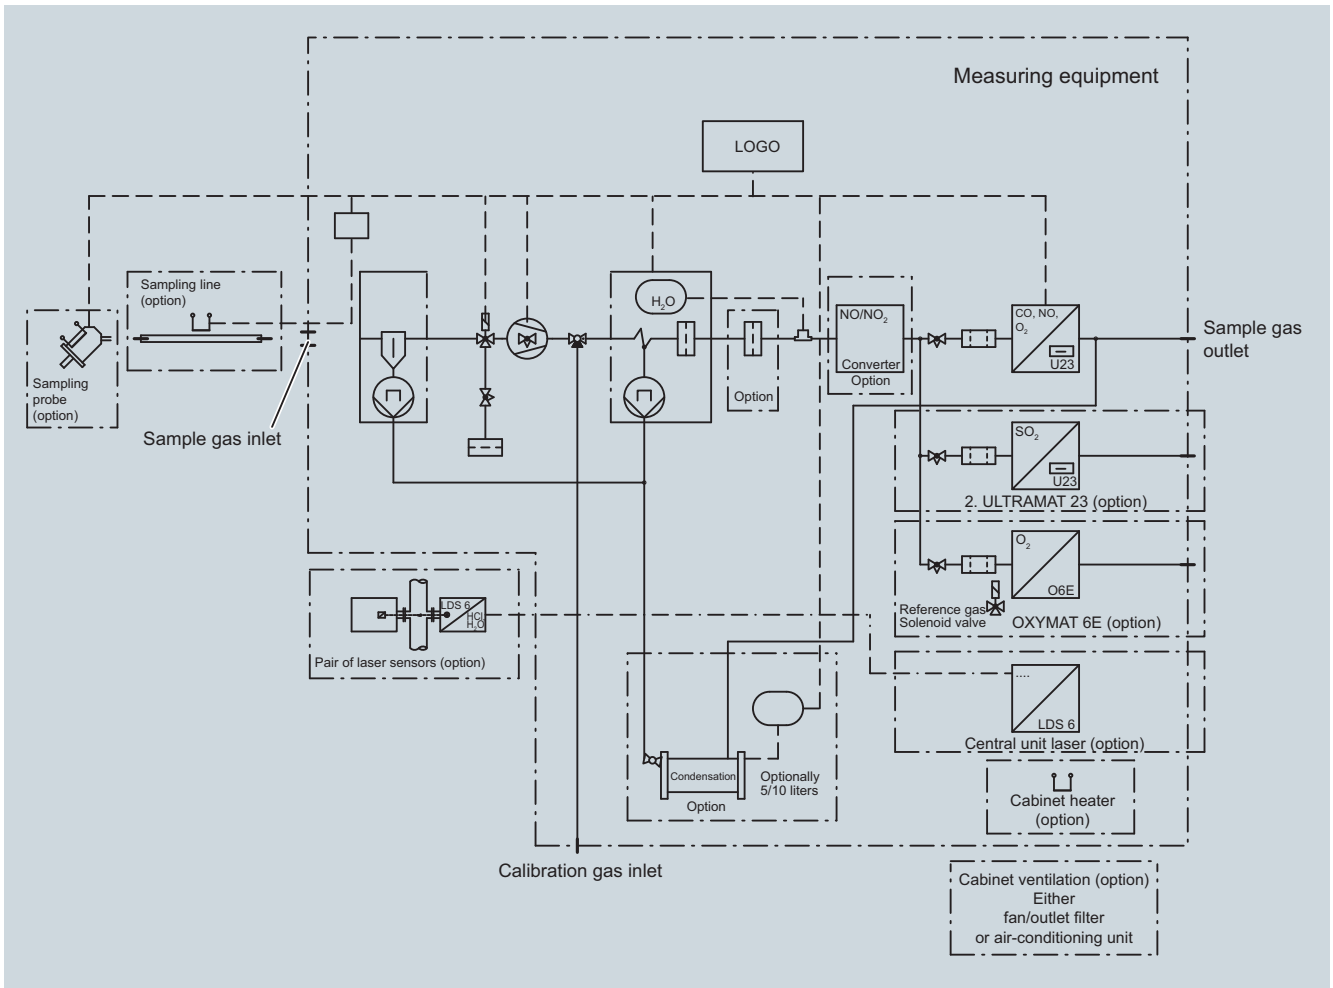 Measuring equipment
LOGO
Sampling line
(option)
H2O
NO/NO2
Converter
Option
CO, NO,
O2
U23
Sample gas
outlet
Sampling
probe
(option)
Option
Sample gas inlet
SO2
U23
2. ULTRAMAT 23 (option)
O2
O6E
Reference gas
Solenoid valve
OXYMAT 6E (option)
LDS 6
HCl
H2O
Pair of laser sensors (option)
....
LDS 6
Central unit laser (option)
Condensation
Option
Optionally
5/10 liters
Cabinet heater
(option)
Calibration gas inlet
Cabinet ventilation (option)
Either
fan/outlet filter
or air-conditioning unit